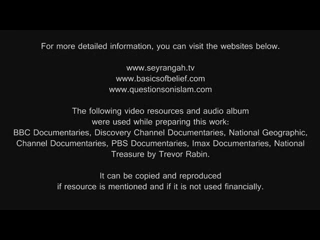 For more detailed information, you can visit the websites below.
www.seyrangah.tv
www.basicsofbelief.com
www.questionsonislam.com
The following video resources and audio album
were used while preparing this work:
BBC Documentaries, Discovery Channel Documentaries, National Geographic,
Channel Documentaries, PBS Documentaries, Imax Documentaries, National
Treasure by Trevor Rabin.
It can be copied and reproduced
if resource is mentioned and if it is not used financially.